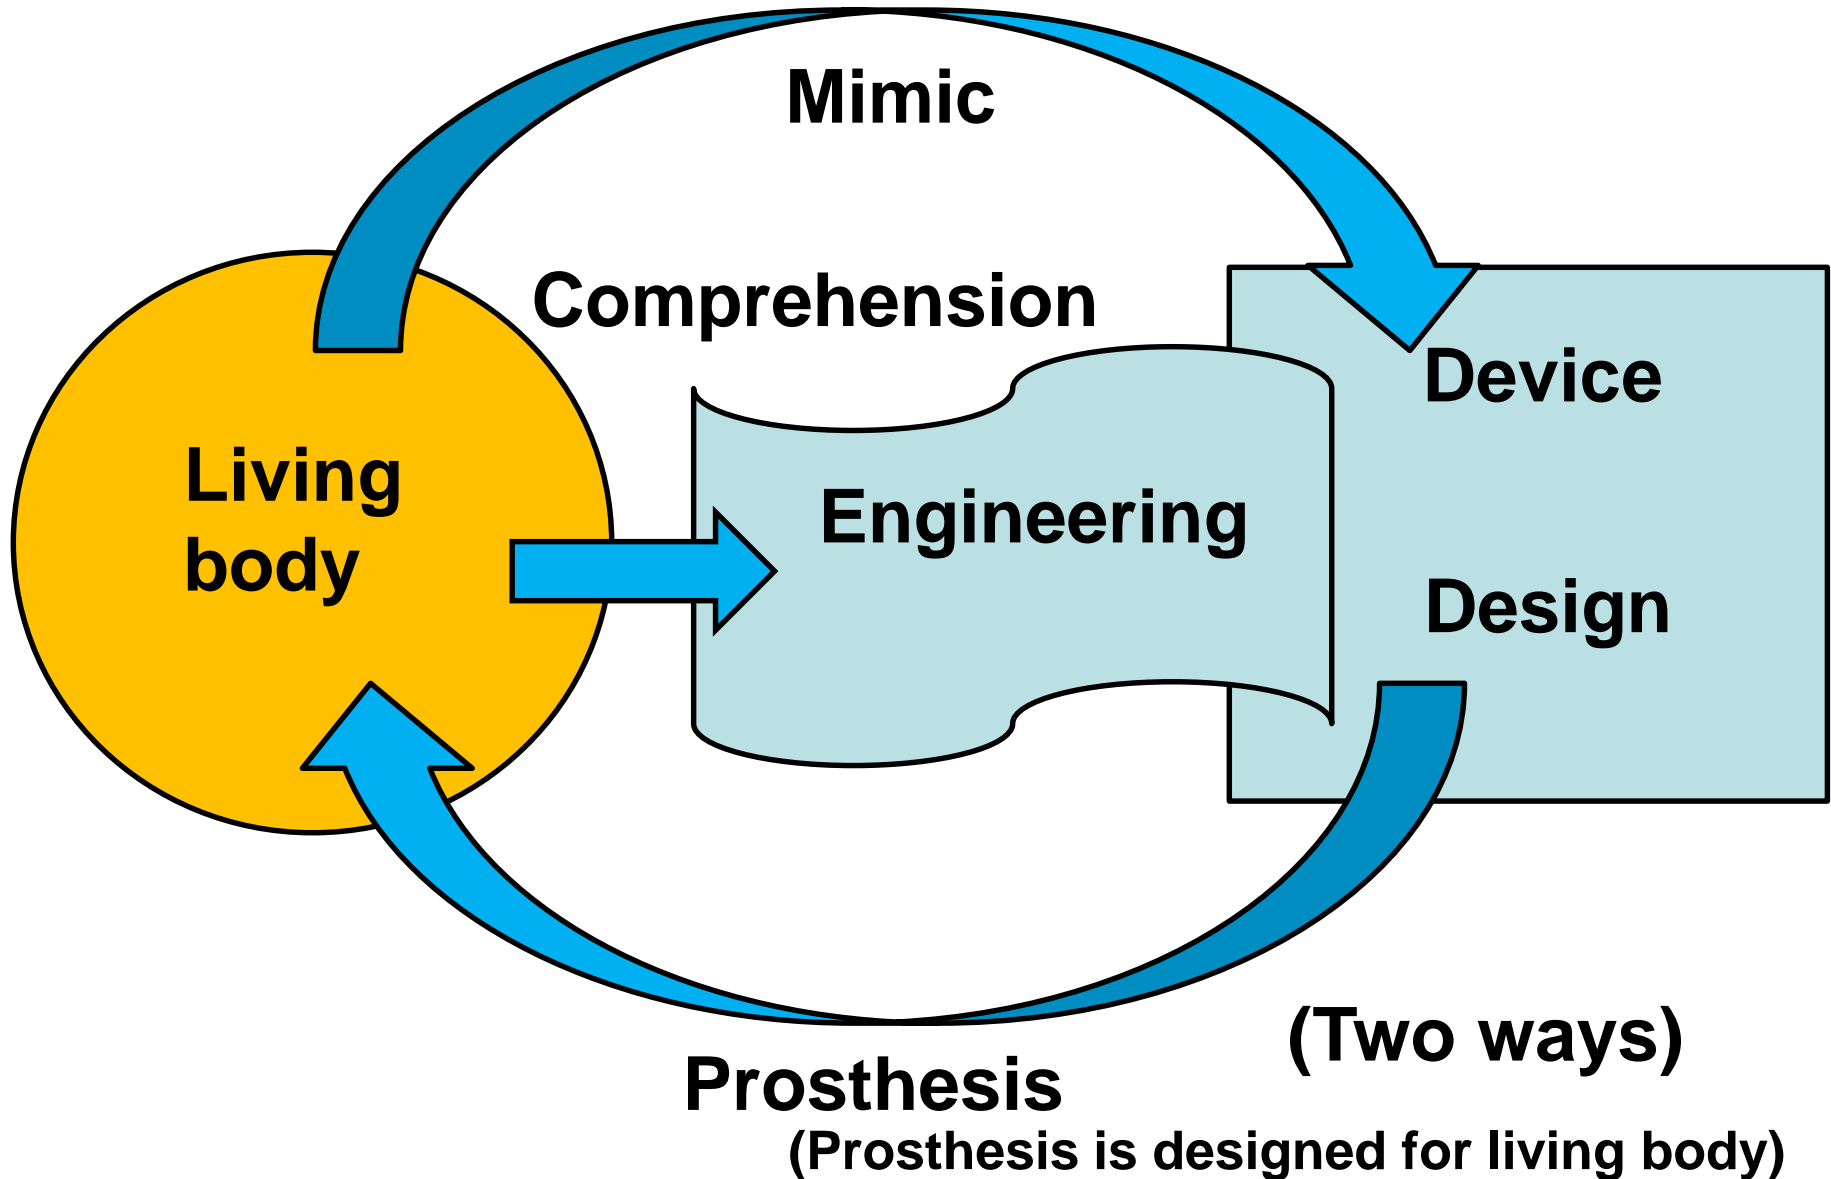 Mimic
Comprehension
Living
body
Engineering
Device
Design
(Two ways)
Prosthesis
(Prosthesis is designed for living body)